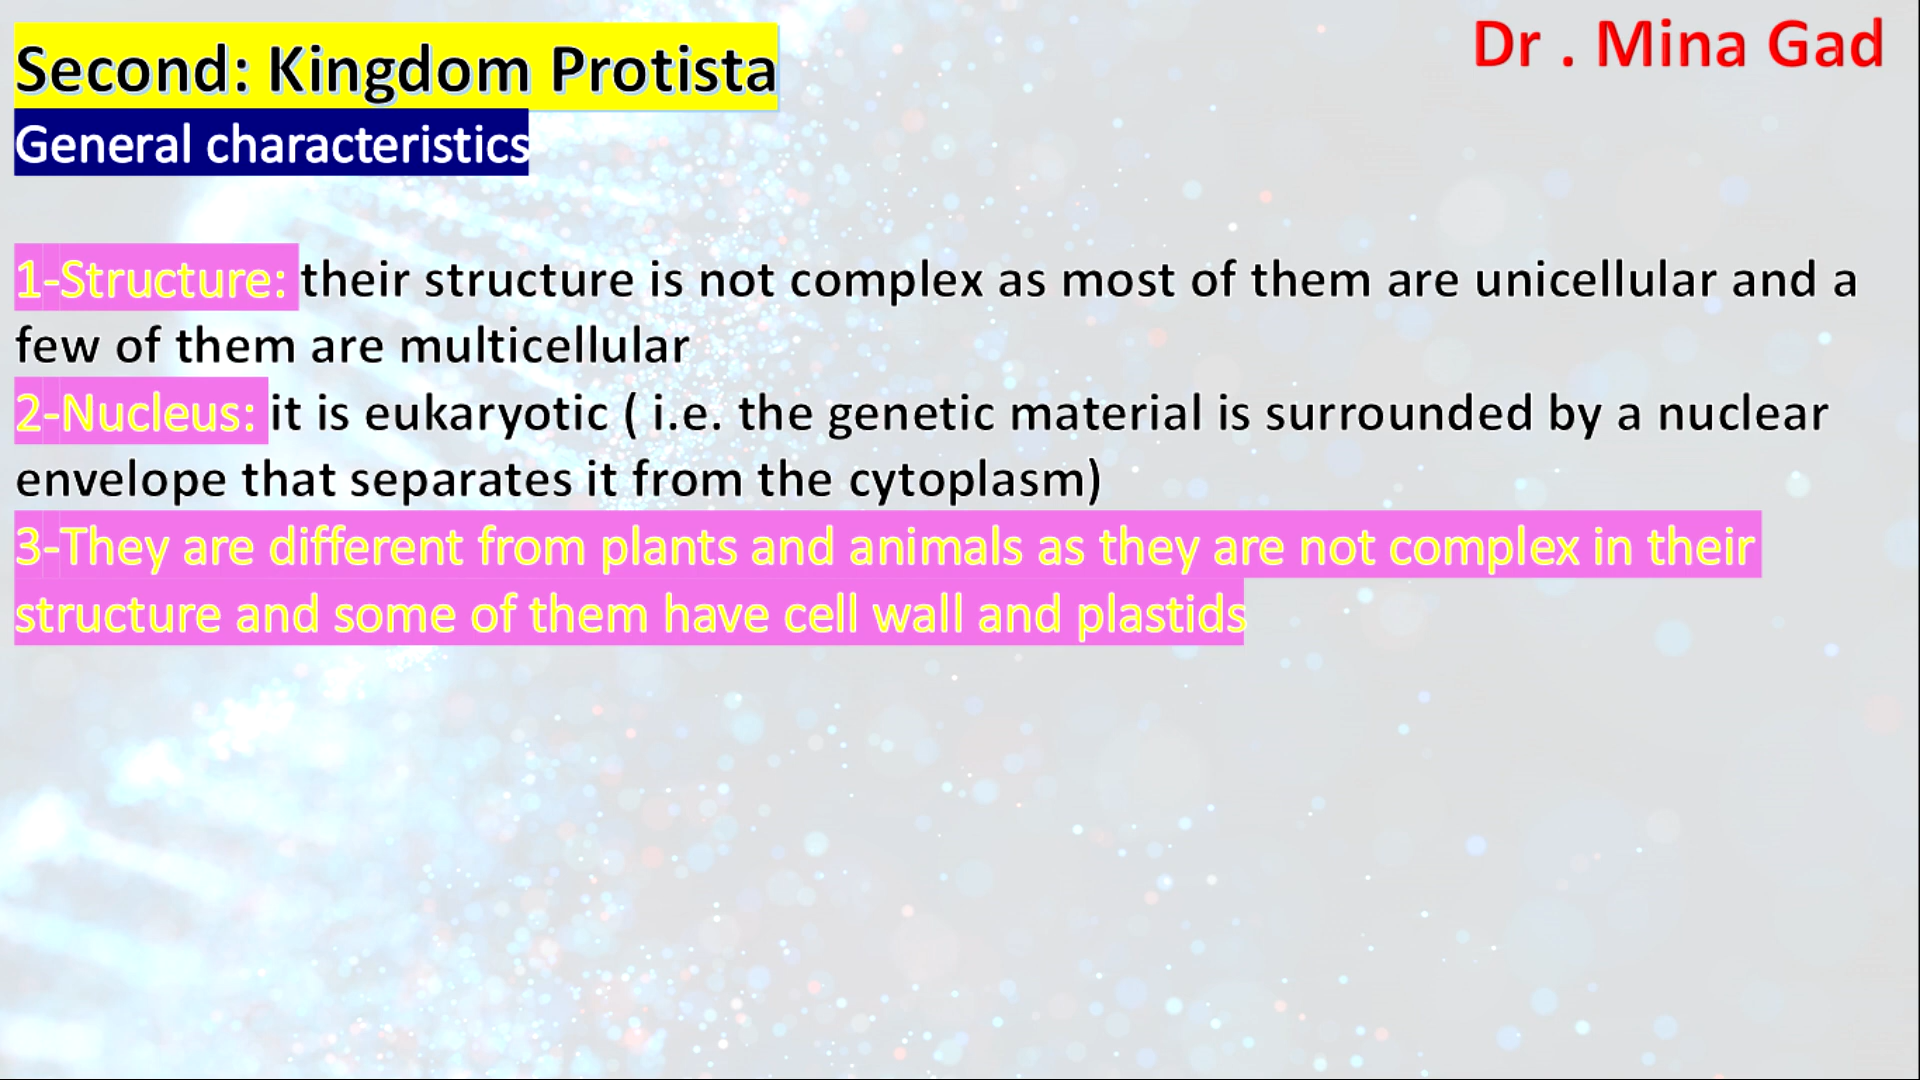 Second: Kingdom Protista
Dr . Mina Gad
General characteristics
1-Structure: their structure is not complex as most of them are unicellular and a
few of them are multicellular
2-Nucleus: it is eukaryotic ( i.e. the genetic material is surrounded by a nuclear
envelope that separates it from the cytoplasm)
3-They are different from plants and animals as they are not complex in their
structure and some of them have cell wall and plastids